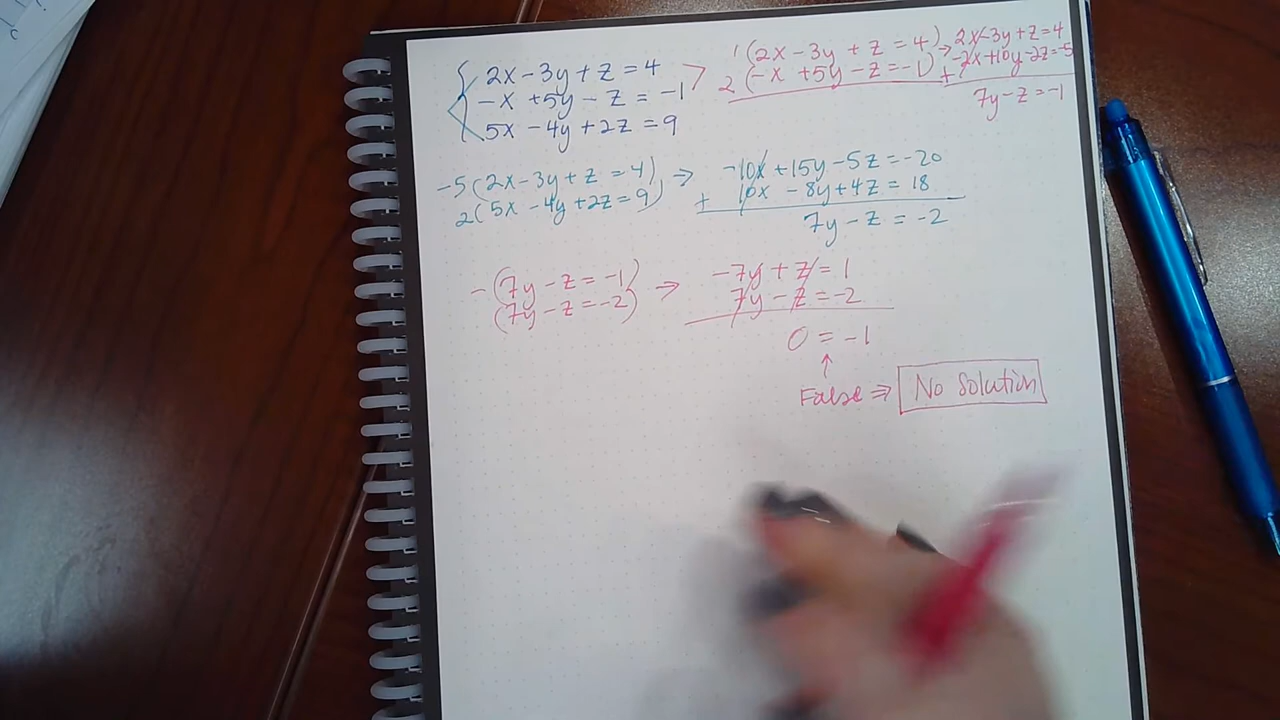 2x - 3y + z = 4
-x + 5y - z = -1
5x - 4y + 2z = 9
1(2x - 3y + z = 4) → 2x - 3y + z = 4
2(-x + 5y - z = -1) + -2x + 10y - 2z = -5
7y - z = -1
-5(2x - 3y + z = 4) → -10x + 15y - 5z = -20
2(5x - 4y + 2z = 9) + 10x - 8y + 4z = 18
7y - z = -2
-(7y - z = -1) → -7y + z = 1
(7y - z = -2) 7y - z = -2
0 = -1
↑
False ⇒ No Solution